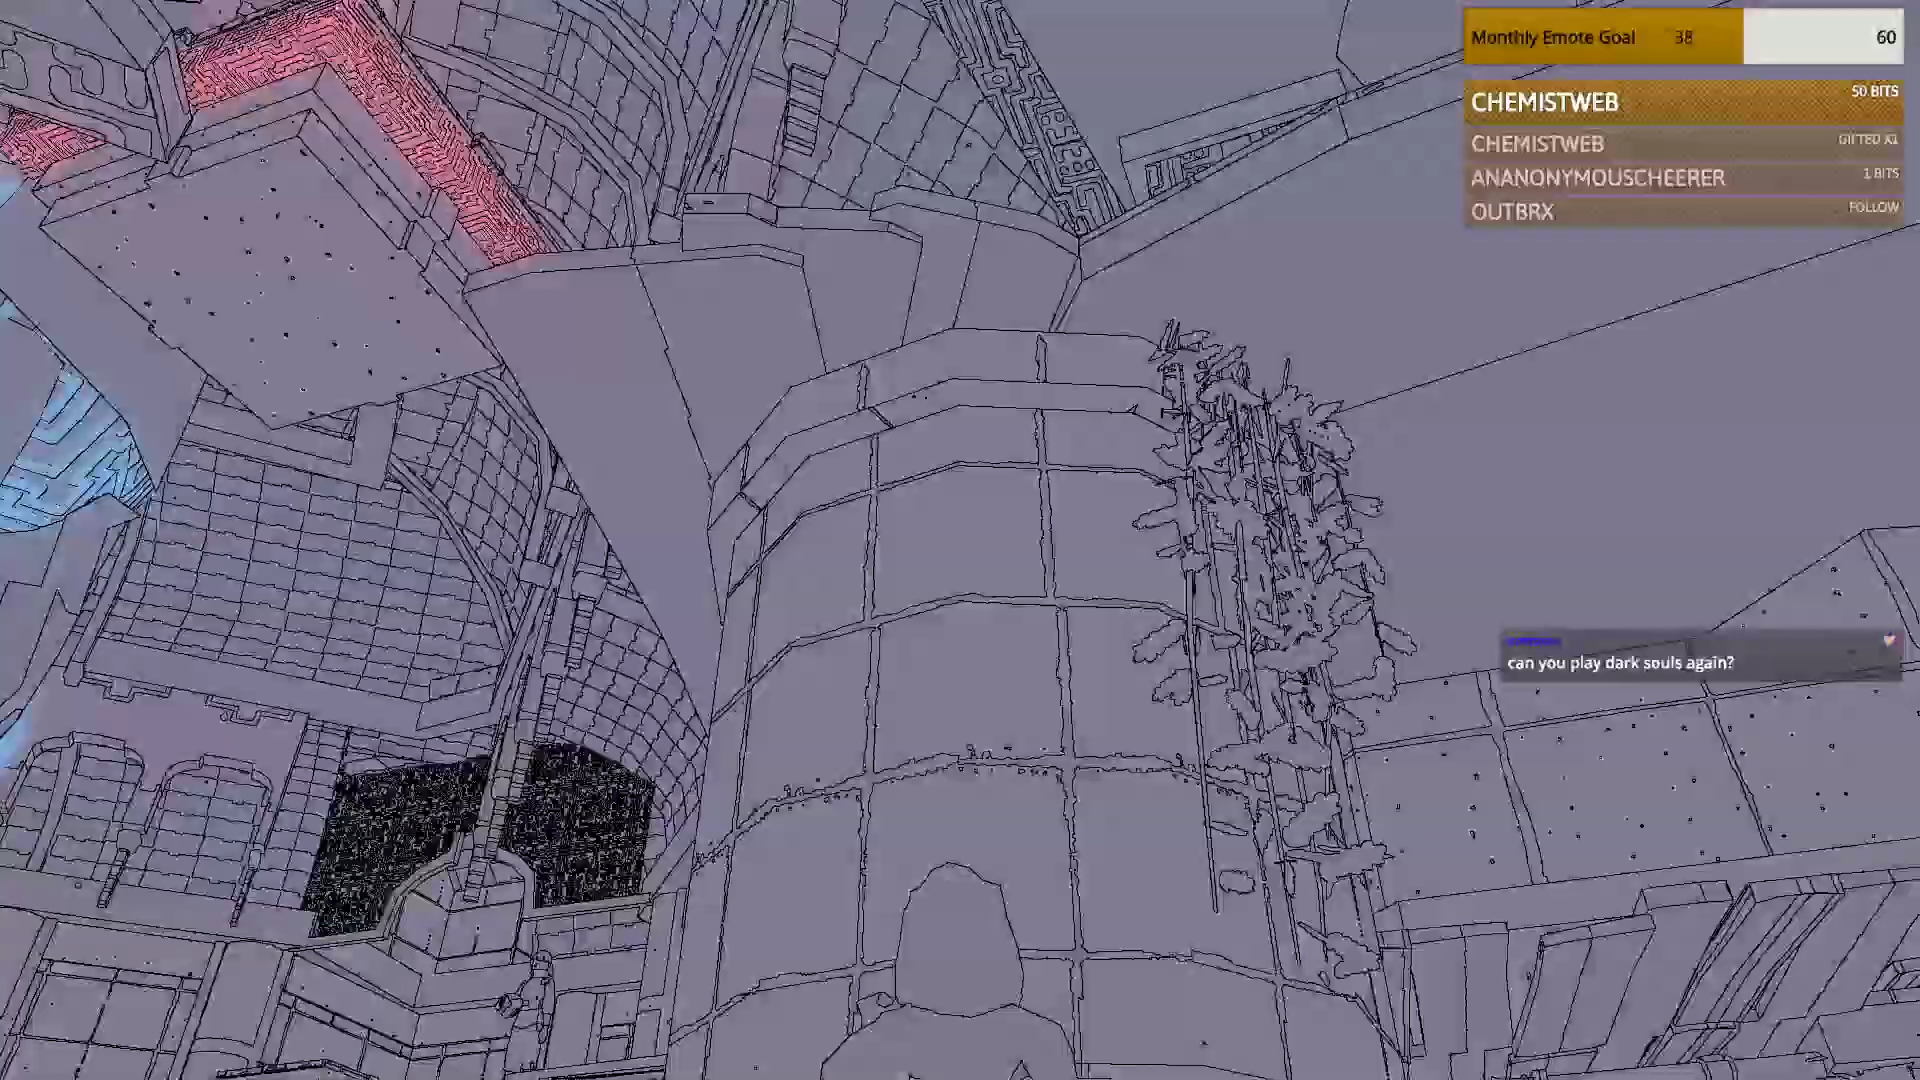 Monthly Emote Goal 38 60
CHEMISTWEB 50 BITS
CHEMISTWEB GIFTED X1
ANANONYMOUSCHEERER 1 BITS
OUTBRX FOLLOW
can you play dark souls again?